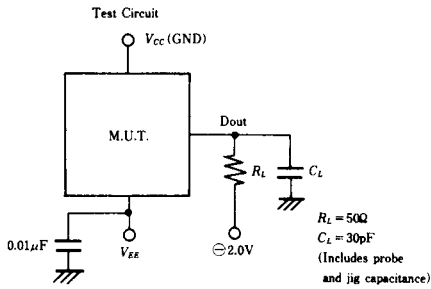 Test Circuit
VCC (GND)
M.U.T.
Dout
RL
CL
0.01μF
VEE
⊖2.0V
RL = 50Ω
CL = 30pF
(Includes probe
and jig capacitance)